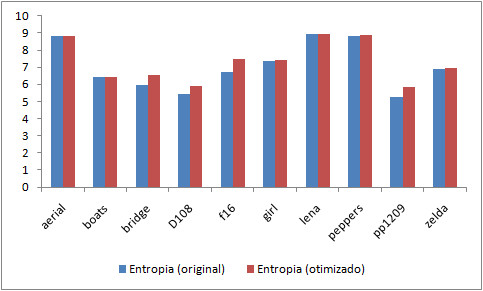 10
9
8
7
6
5
4
3
2
1
0
aerial
boats
bridge
D108
f16
girl
lena
peppers
pp1209
zelda
Entropia (original) Entropia (otimizado)